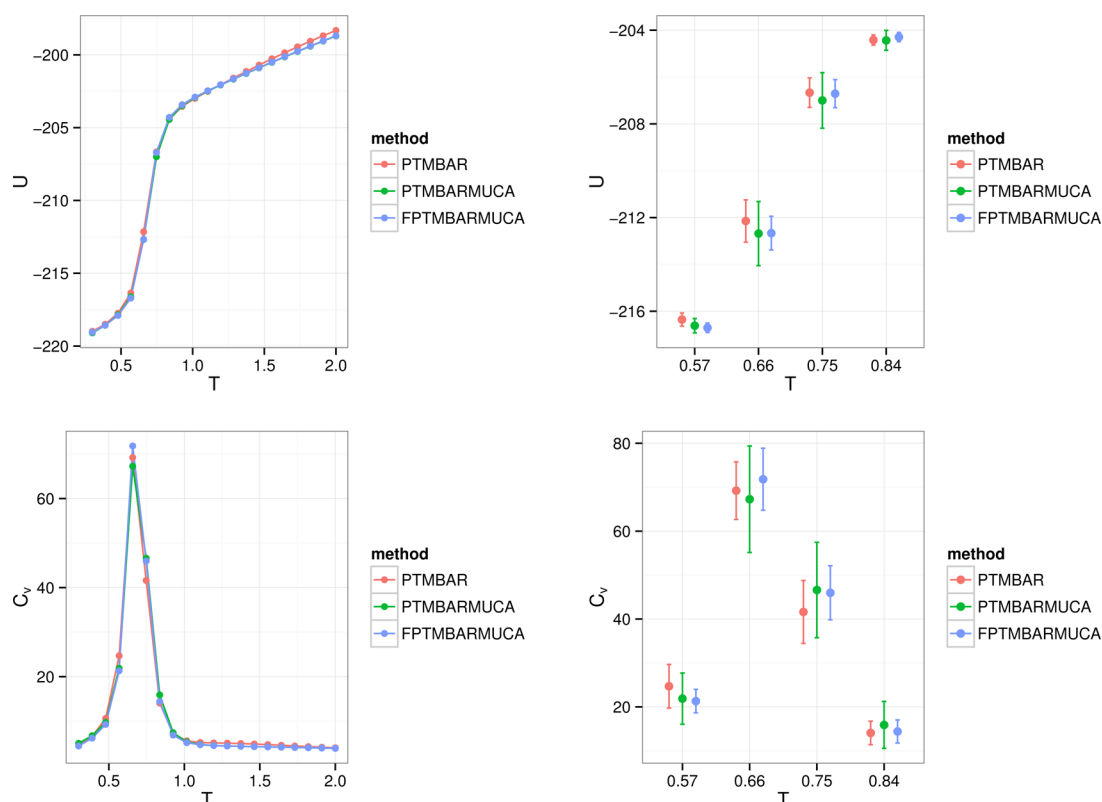 −200
−205
−210
−215
−220
U
0.5 1.0 1.5 2.0
T
method
PTMBAR
PTMBARMUCA
FPTMBARMUCA
−204
−208
−212
−216
U
0.57 0.66 0.75 0.84
T
method
PTMBAR
PTMBARMUCA
FPTMBARMUCA
60
40
20
Cv
0.5 1.0 1.5 2.0
T
method
PTMBAR
PTMBARMUCA
FPTMBARMUCA
80
60
40
20
Cv
0.57 0.66 0.75 0.84
T
method
PTMBAR
PTMBARMUCA
FPTMBARMUCA